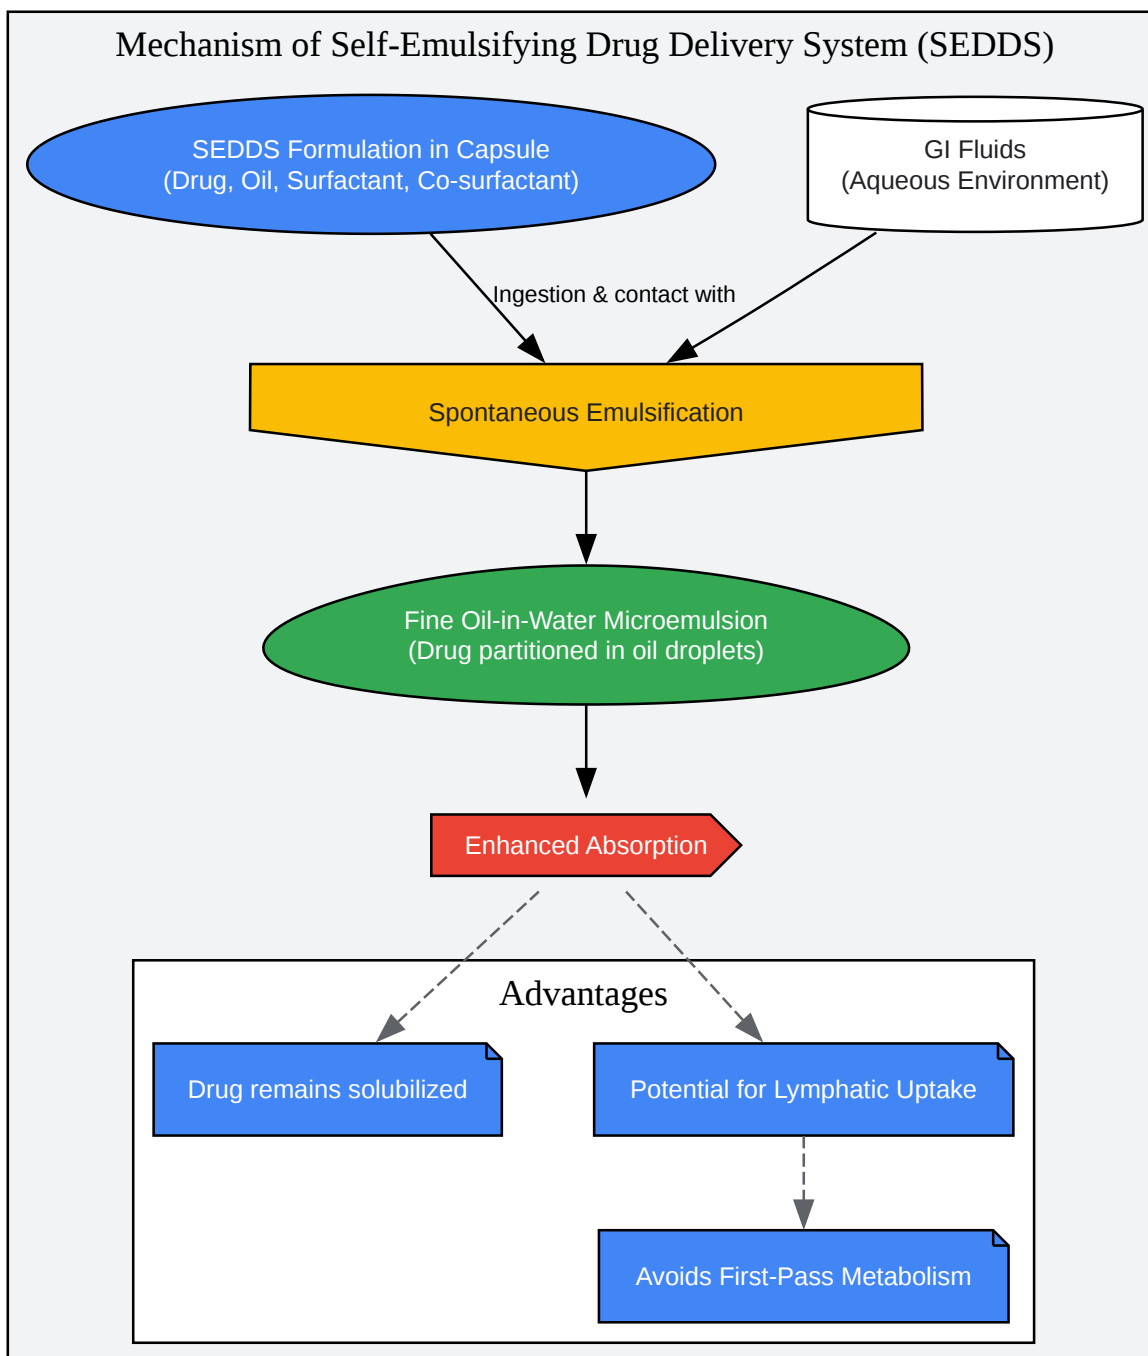 Mechanism of Self-Emulsifying Drug Delivery System (SEDDS)
SEDDS Formulation in Capsule
(Drug, Oil, Surfactant, Co-surfactant)
GI Fluids
(Aqueous Environment)
Ingestion & contact with
Spontaneous Emulsification
Fine Oil-in-Water Microemulsion
(Drug partitioned in oil droplets)
Enhanced Absorption
Advantages
Drug remains solubilized
Potential for Lymphatic Uptake
Avoids First-Pass Metabolism